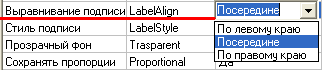 Выравнивание подписи LabelAlign Посередине
Стиль подписи LabelStyle По левому краю
Прозрачный фон Trasparent Посередине
По правому краю
Сохранять пропорции Proportional Да